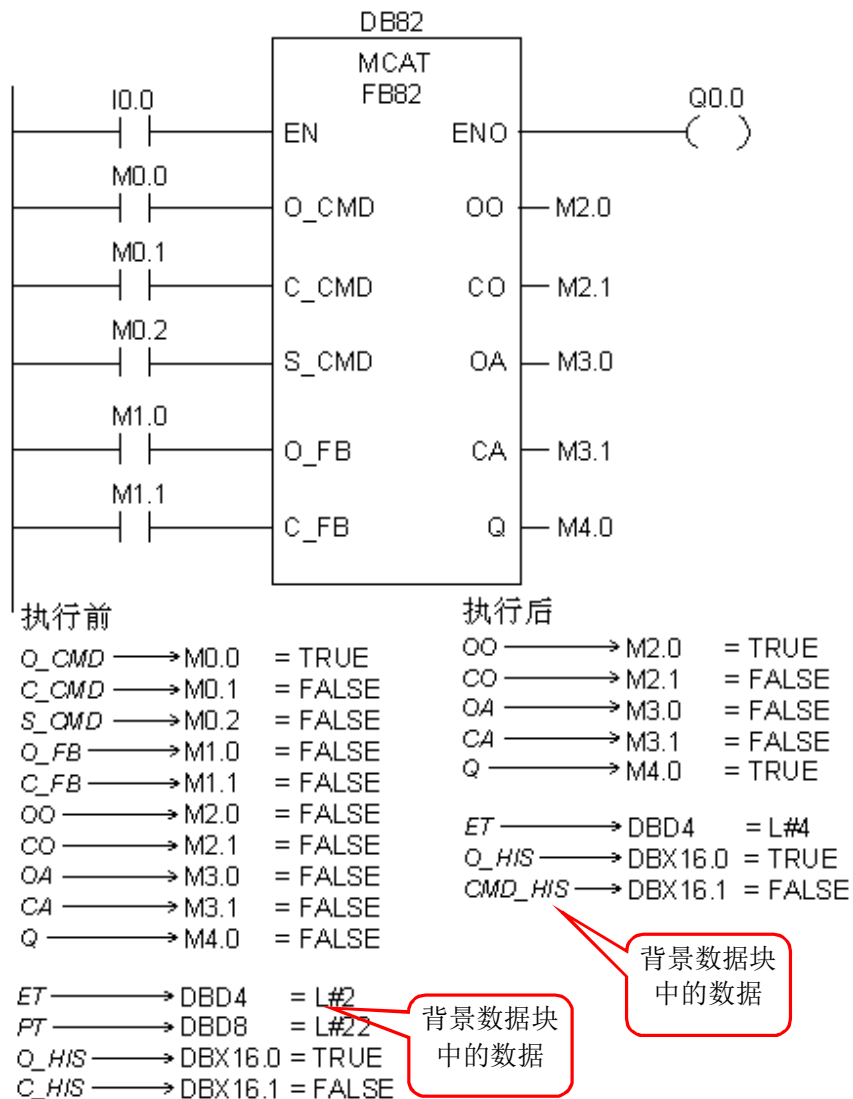 DB82
MCAT
FB82
I0.0
EN
ENO
Q0.0
M0.0
O_CMD
OO
M2.0
M0.1
C_CMD
CO
M2.1
M0.2
S_CMD
OA
M3.0
M1.0
O_FB
CA
M3.1
M1.1
C_FB
Q
M4.0
执行前
O_CMD → M0.0 = TRUE
C_CMD → M0.1 = FALSE
S_CMD → M0.2 = FALSE
O_FB → M1.0 = FALSE
C_FB → M1.1 = FALSE
OO → M2.0 = FALSE
CO → M2.1 = FALSE
OA → M3.0 = FALSE
CA → M3.1 = FALSE
Q → M4.0 = FALSE
ET → DBD4 = L#2
PT → DBD8 = L#22
O_HIS → DBX16.0 = TRUE
C_HIS → DBX16.1 = FALSE
背景数据块
中的数据
执行后
OO → M2.0 = TRUE
CO → M2.1 = FALSE
OA → M3.0 = FALSE
CA → M3.1 = FALSE
Q → M4.0 = TRUE
ET → DBD4 = L#4
O_HIS → DBX16.0 = TRUE
CMD_HIS → DBX16.1 = FALSE
背景数据块
中的数据